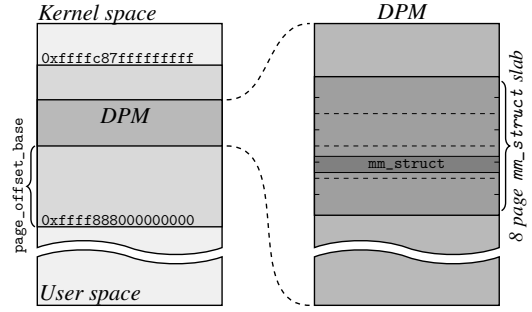 Kernel space
0xffffc87fffffffff
DPM
page_offset_base
0xffff888000000000
User space
DPM
mm_struct
8 page mm_struct slab